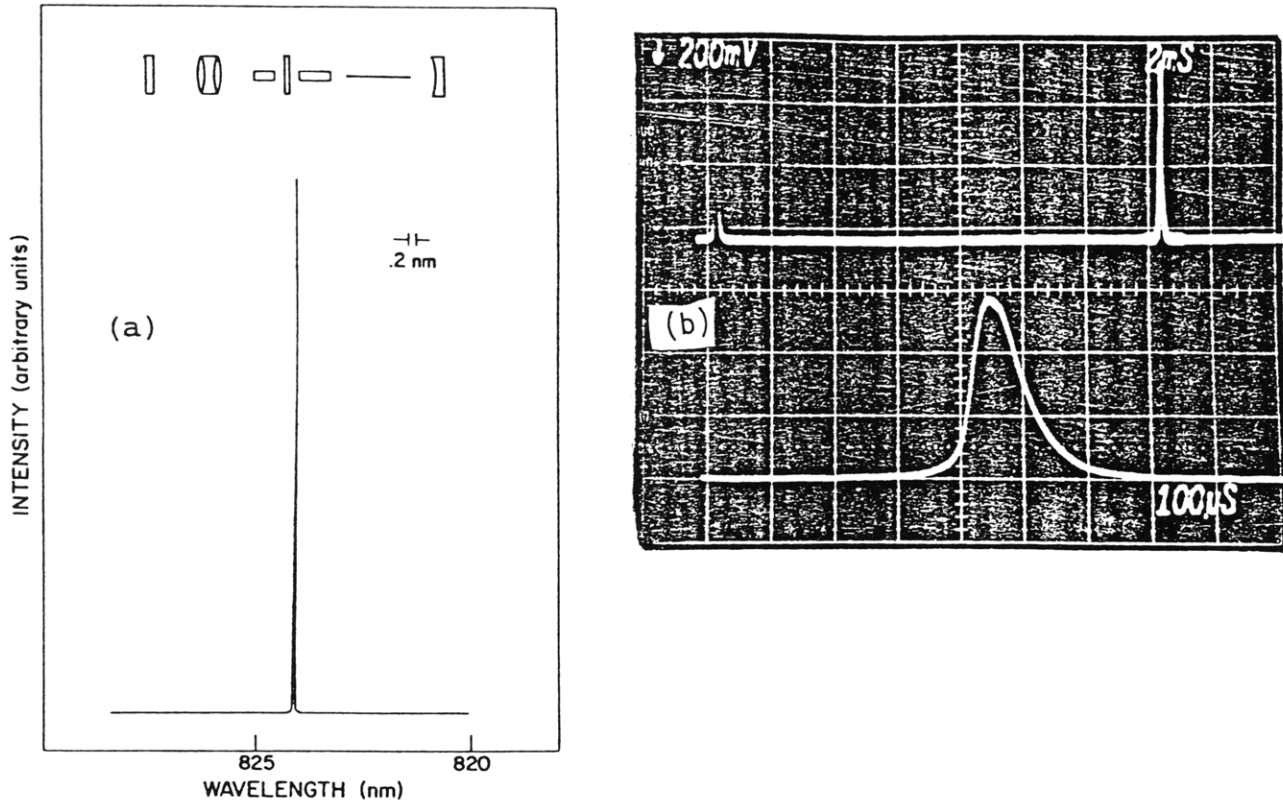 INTENSITY (arbitrary units)
(a)
.2 nm
825
820
WAVELENGTH (nm)
200mV
2mS
(b)
100µS